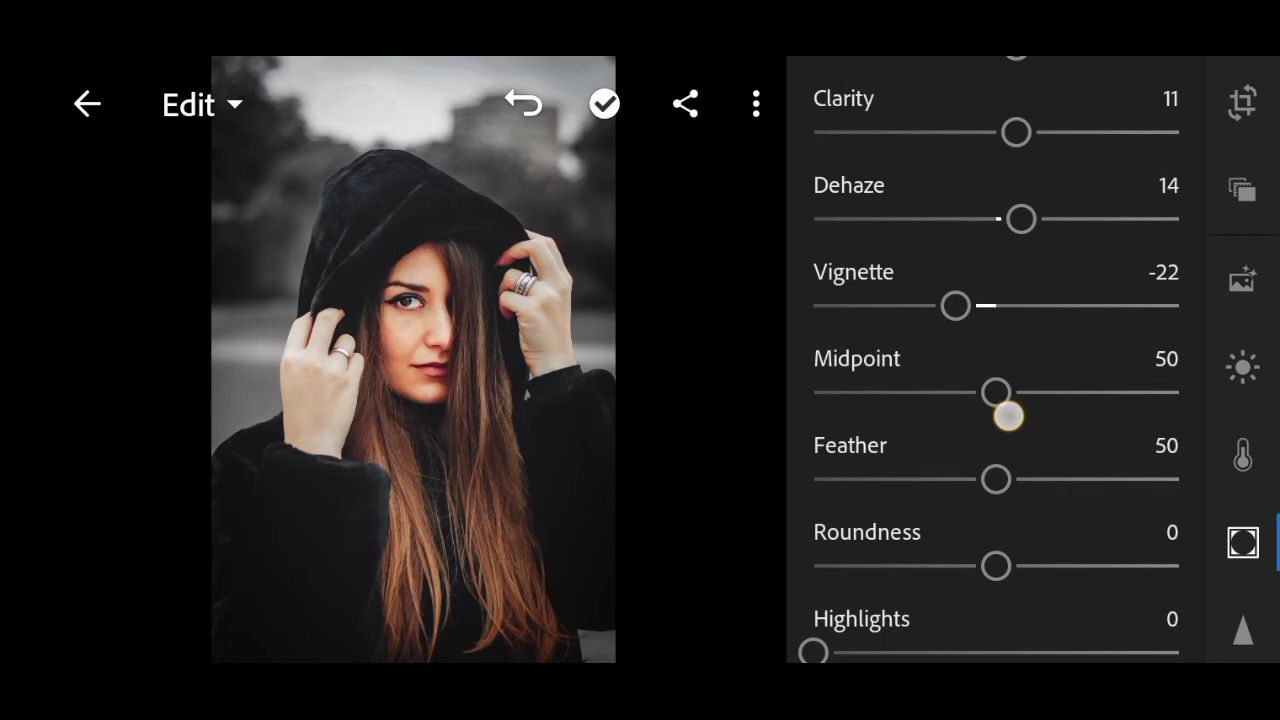 Edit
Clarity 11
Dehaze 14
Vignette -22
Midpoint 50
Feather 50
Roundness 0
Highlights 0